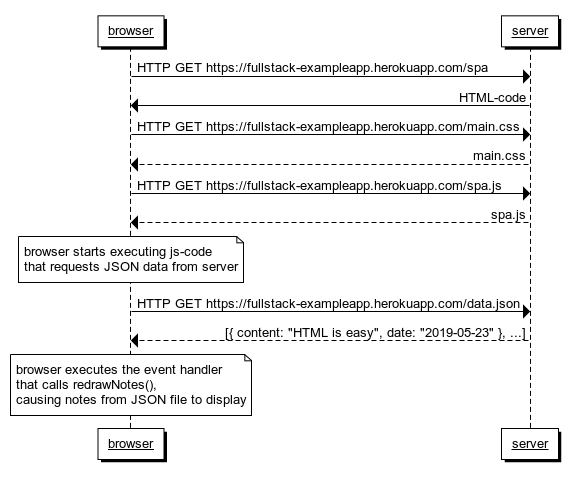 browser
server
HTTP GET https://fullstack-exampleapp.herokuapp.com/spa
HTML-code
HTTP GET https://fullstack-exampleapp.herokuapp.com/main.css
main.css
HTTP GET https://fullstack-exampleapp.herokuapp.com/spa.js
spa.js
browser starts executing js-code
that requests JSON data from server
HTTP GET https://fullstack-exampleapp.herokuapp.com/data.json
[{ content: "HTML is easy", date: "2019-05-23" }, ...]
browser executes the event handler
that calls redrawNotes(),
causing notes from JSON file to display
browser
server